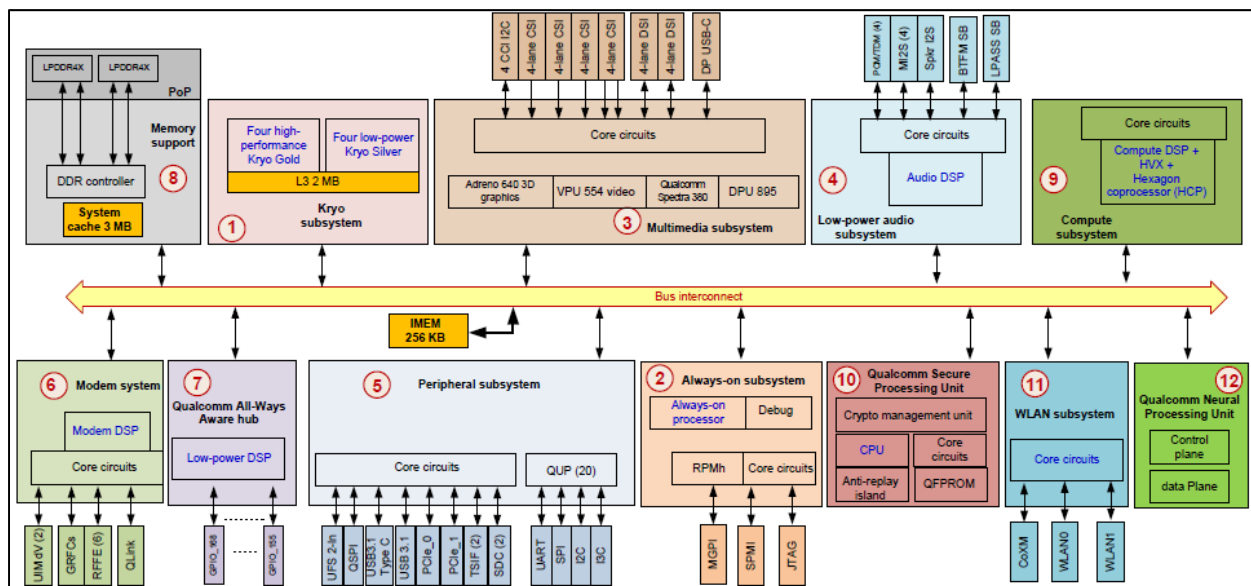 4 CCI I2C
4-lane CSI
4-lane CSI
4-lane CSI
4-lane CSI
4-lane DSI
4-lane DSI
DP USB-C
PCM/TDM (4)
MI2S (4)
Spkr I2S
BTFM SB
LPASS SB
LPDDR4X
LPDDR4X
PoP
Memory
support
DDR controller
8
System
cache 3 MB
Four high-
performance
Kryo Gold
Four low-power
Kryo Silver
L3 2 MB
1
Kryo
subsystem
Core circuits
Adreno 640 3D
graphics
VPU 554 video
Qualcomm
Spectra 380
DPU 895
3
Multimedia subsystem
Core circuits
Audio DSP
4
Low-power audio
subsystem
Core circuits
Compute DSP +
HVX +
Hexagon
coprocessor (HCP)
9
Compute
subsystem
Bus interconnect
IMEM
256 KB
6
Modem system
Modem DSP
Core circuits
UIMdV (2)
GRFCs
RFFE (6)
QLink
7
Qualcomm All-Ways
Aware hub
Low-power DSP
GPIO_168
GPIO_155
5
Peripheral subsystem
Core circuits
QUP (20)
UFS 2-ln
QSPI
USB3.1
Type C
USB 3.1
PCIe_0
PCIe_1
TSIF (2)
SDC (2)
UART
SPI
I2C
I3C
2
Always-on subsystem
Always-on
processor
Debug
RPMh
Core circuits
MGPI
SPMI
JTAG
10
Qualcomm Secure
Processing Unit
Crypto management unit
CPU
Core
circuits
Anti-replay
island
QFPROM
11
WLAN subsystem
Core circuits
CoXM
WLAN0
WLAN1
12
Qualcomm Neural
Processing Unit
Control
plane
data Plane